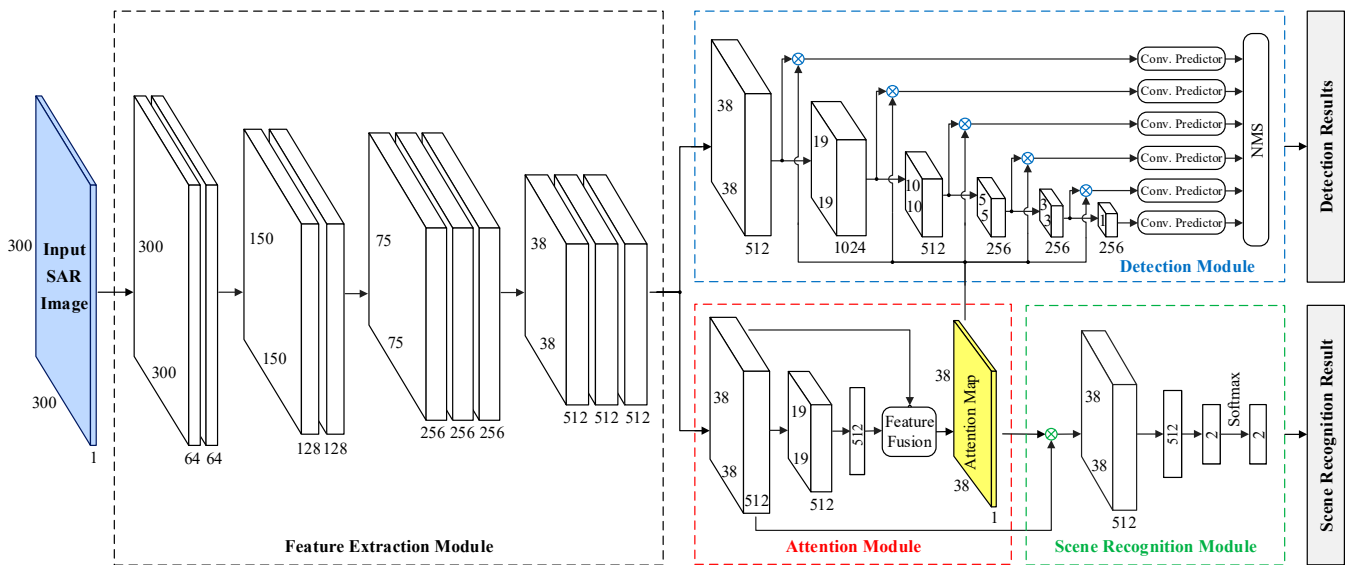 300
300
Input
SAR
Image
1
300
300
64
64
150
150
128
128
75
75
256
256
256
38
38
512
512
512
Feature Extraction Module
38
38
512
19
19
1024
10
10
512
5
5
256
3
3
256
1
256
Conv. Predictor
Conv. Predictor
Conv. Predictor
Conv. Predictor
Conv. Predictor
Conv. Predictor
NMS
Detection Module
Detection Results
38
38
512
19
19
512
512
Feature
Fusion
38
Attention Map
38
1
Attention Module
38
38
512
512
2
Softmax
2
Scene Recognition Module
Scene Recognition Result